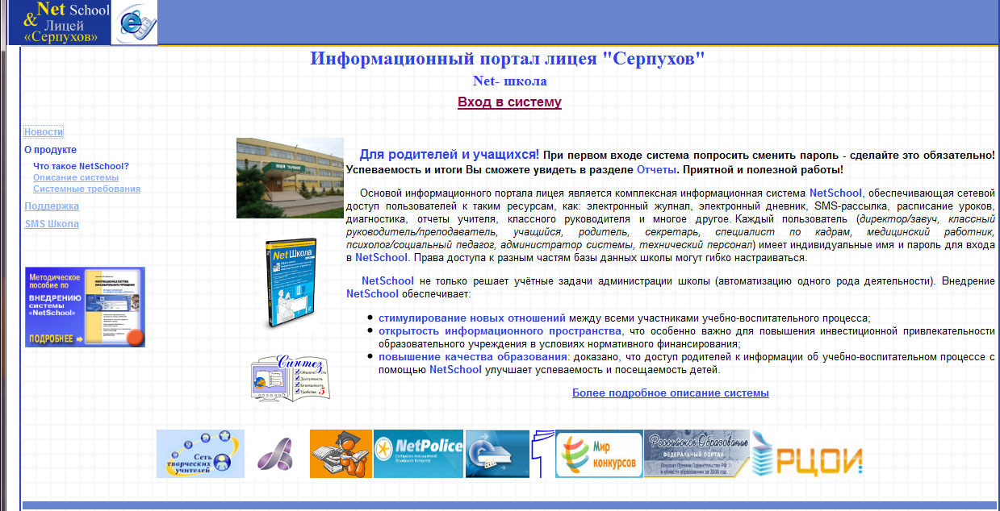 Net School
&
Лицей
«Серпухов»
Информационный портал лицея "Серпухов"
Net- школа
Вход в систему
Новости
О продукте
Что такое NetSchool?
Описание системы
Системные требования
Поддержка
SMS Школа
Методическое
пособие по
ВНЕДРЕНИЮ
системы
«NetSchool»
ПОДРОБНЕЕ
Net Школа
Синтез
Для родителей и учащихся! При первом входе система попросить сменить пароль - сделайте это обязательно!
Успеваемость и итоги Вы сможете увидеть в разделе Отчеты. Приятной и полезной работы!
Основой информационного портала лицея является комплексная информационная система NetSchool, обеспечивающая сетевой
доступ пользователей к таким ресурсам, как: электронный жулнал, электронный дневник, SMS-рассылка, расписание уроков,
диагностика, отчеты учителя, классного руководителя и многое другое. Каждый пользователь (директор/завуч, классный
руководитель/преподаватель, учащийся, родитель, секретарь, специалист по кадрам, медицинский работник,
психолог/социальный педагог, администратор системы, технический персонал) имеет индивидуальные имя и пароль для входа
в NetSchool. Права доступа к разным частям базы данных школы могут гибко настраиваться.
NetSchool не только решает учётные задачи администрации школы (автоматизацию одного рода деятельности). Внедрение
NetSchool обеспечивает:
стимулирование новых отношений между всеми участниками учебно-воспитательного процесса;
открытость информационного пространства, что особенно важно для повышения инвестиционной привлекательности
образовательного учреждения в условиях нормативного финансирования;
повышение качества образования: доказано, что доступ родителей к информации об учебно-воспитательном процессе с
помощью NetSchool улучшает успеваемость и посещаемость детей.
Более подробное описание системы
Сеть
творческих
учителей
NetPolice
Мир
конкурсов
Российское Образование
ФЕДЕРАЛЬНЫЙ ПОРТАЛ
РЦОИ